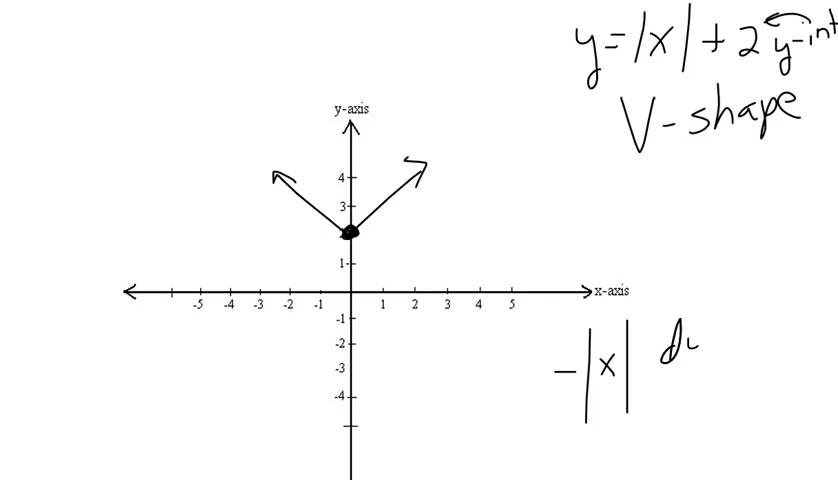 y=|x|+2 y-int
V-shape
y-axis
4
3
1
x-axis
-5 -4 -3 -2 -1 1 2 3 4 5
-1
-2
-3
-4
-|x|